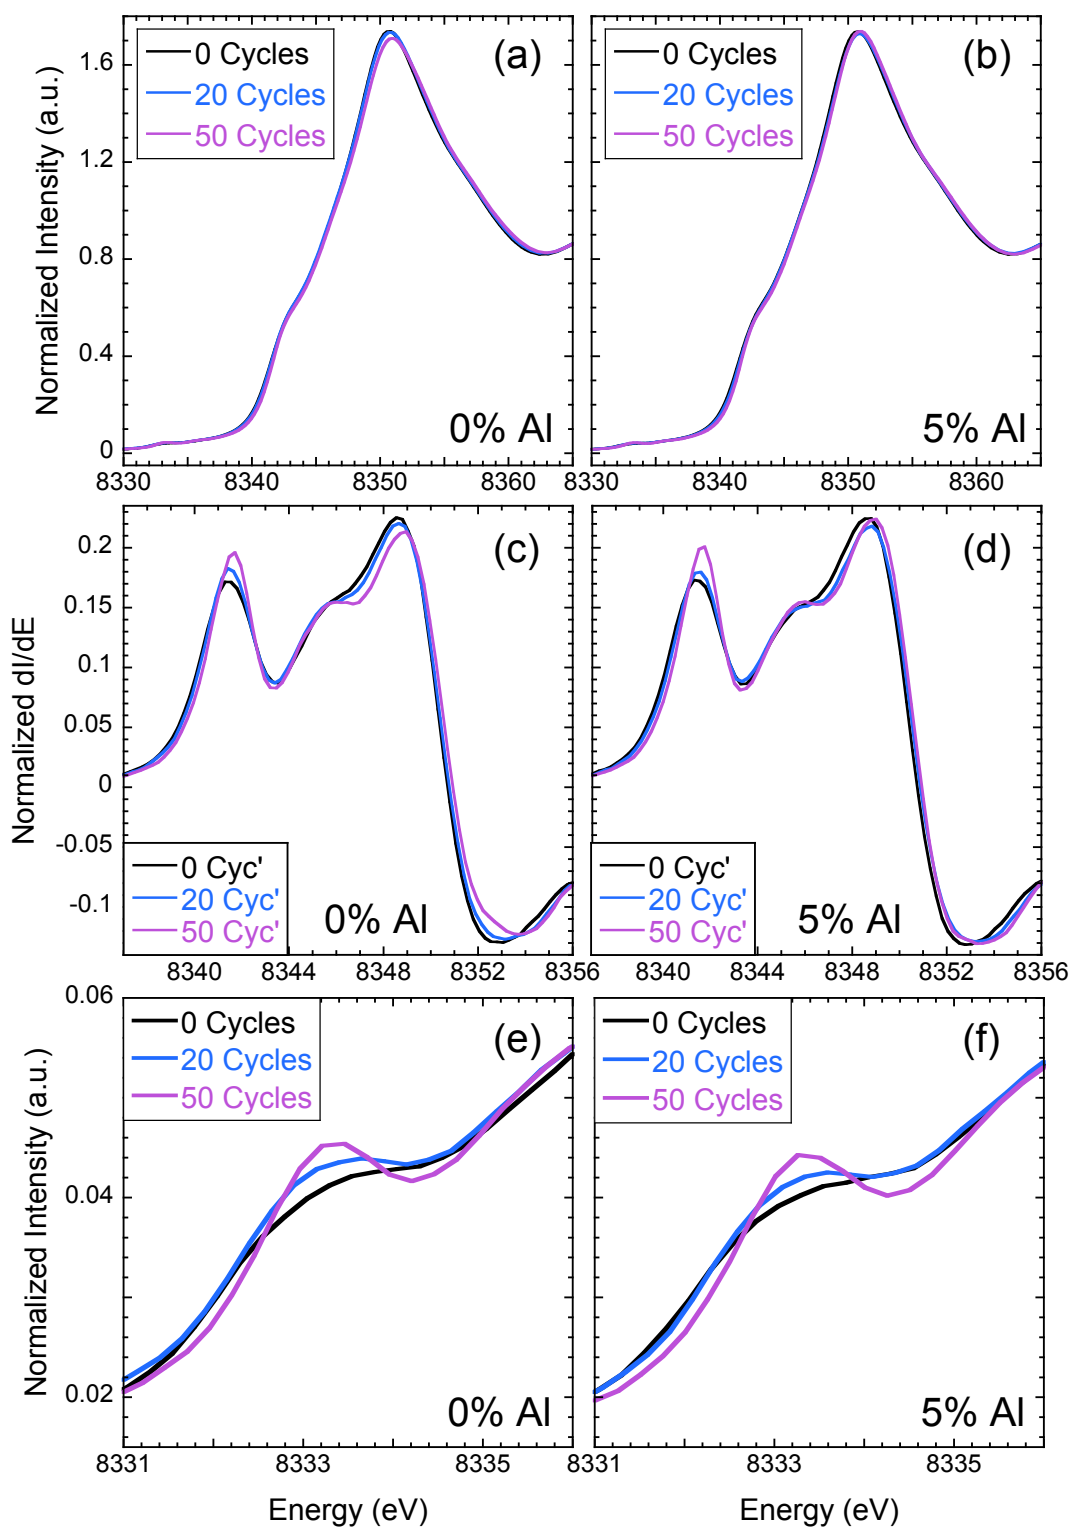 0 Cycles
20 Cycles
50 Cycles
(a)
0% Al
0 Cycles
20 Cycles
50 Cycles
(b)
5% Al
Normalized Intensity (a.u.)
1.6
1.2
0.8
0.4
0
8330 8340 8350 8360
8330 8340 8350 8360
(c)
0 Cyc'
20 Cyc'
50 Cyc'
0% Al
(d)
0 Cyc'
20 Cyc'
50 Cyc'
5% Al
Normalized dI/dE
0.2
0.15
0.1
0.05
0
-0.05
-0.1
8340 8344 8348 8352 8356
8340 8344 8348 8352 8356
0 Cycles
20 Cycles
50 Cycles
(e)
0% Al
0 Cycles
20 Cycles
50 Cycles
(f)
5% Al
Normalized Intensity (a.u.)
0.06
0.04
0.02
8331 8333 8335
8331 8333 8335
Energy (eV)
Energy (eV)